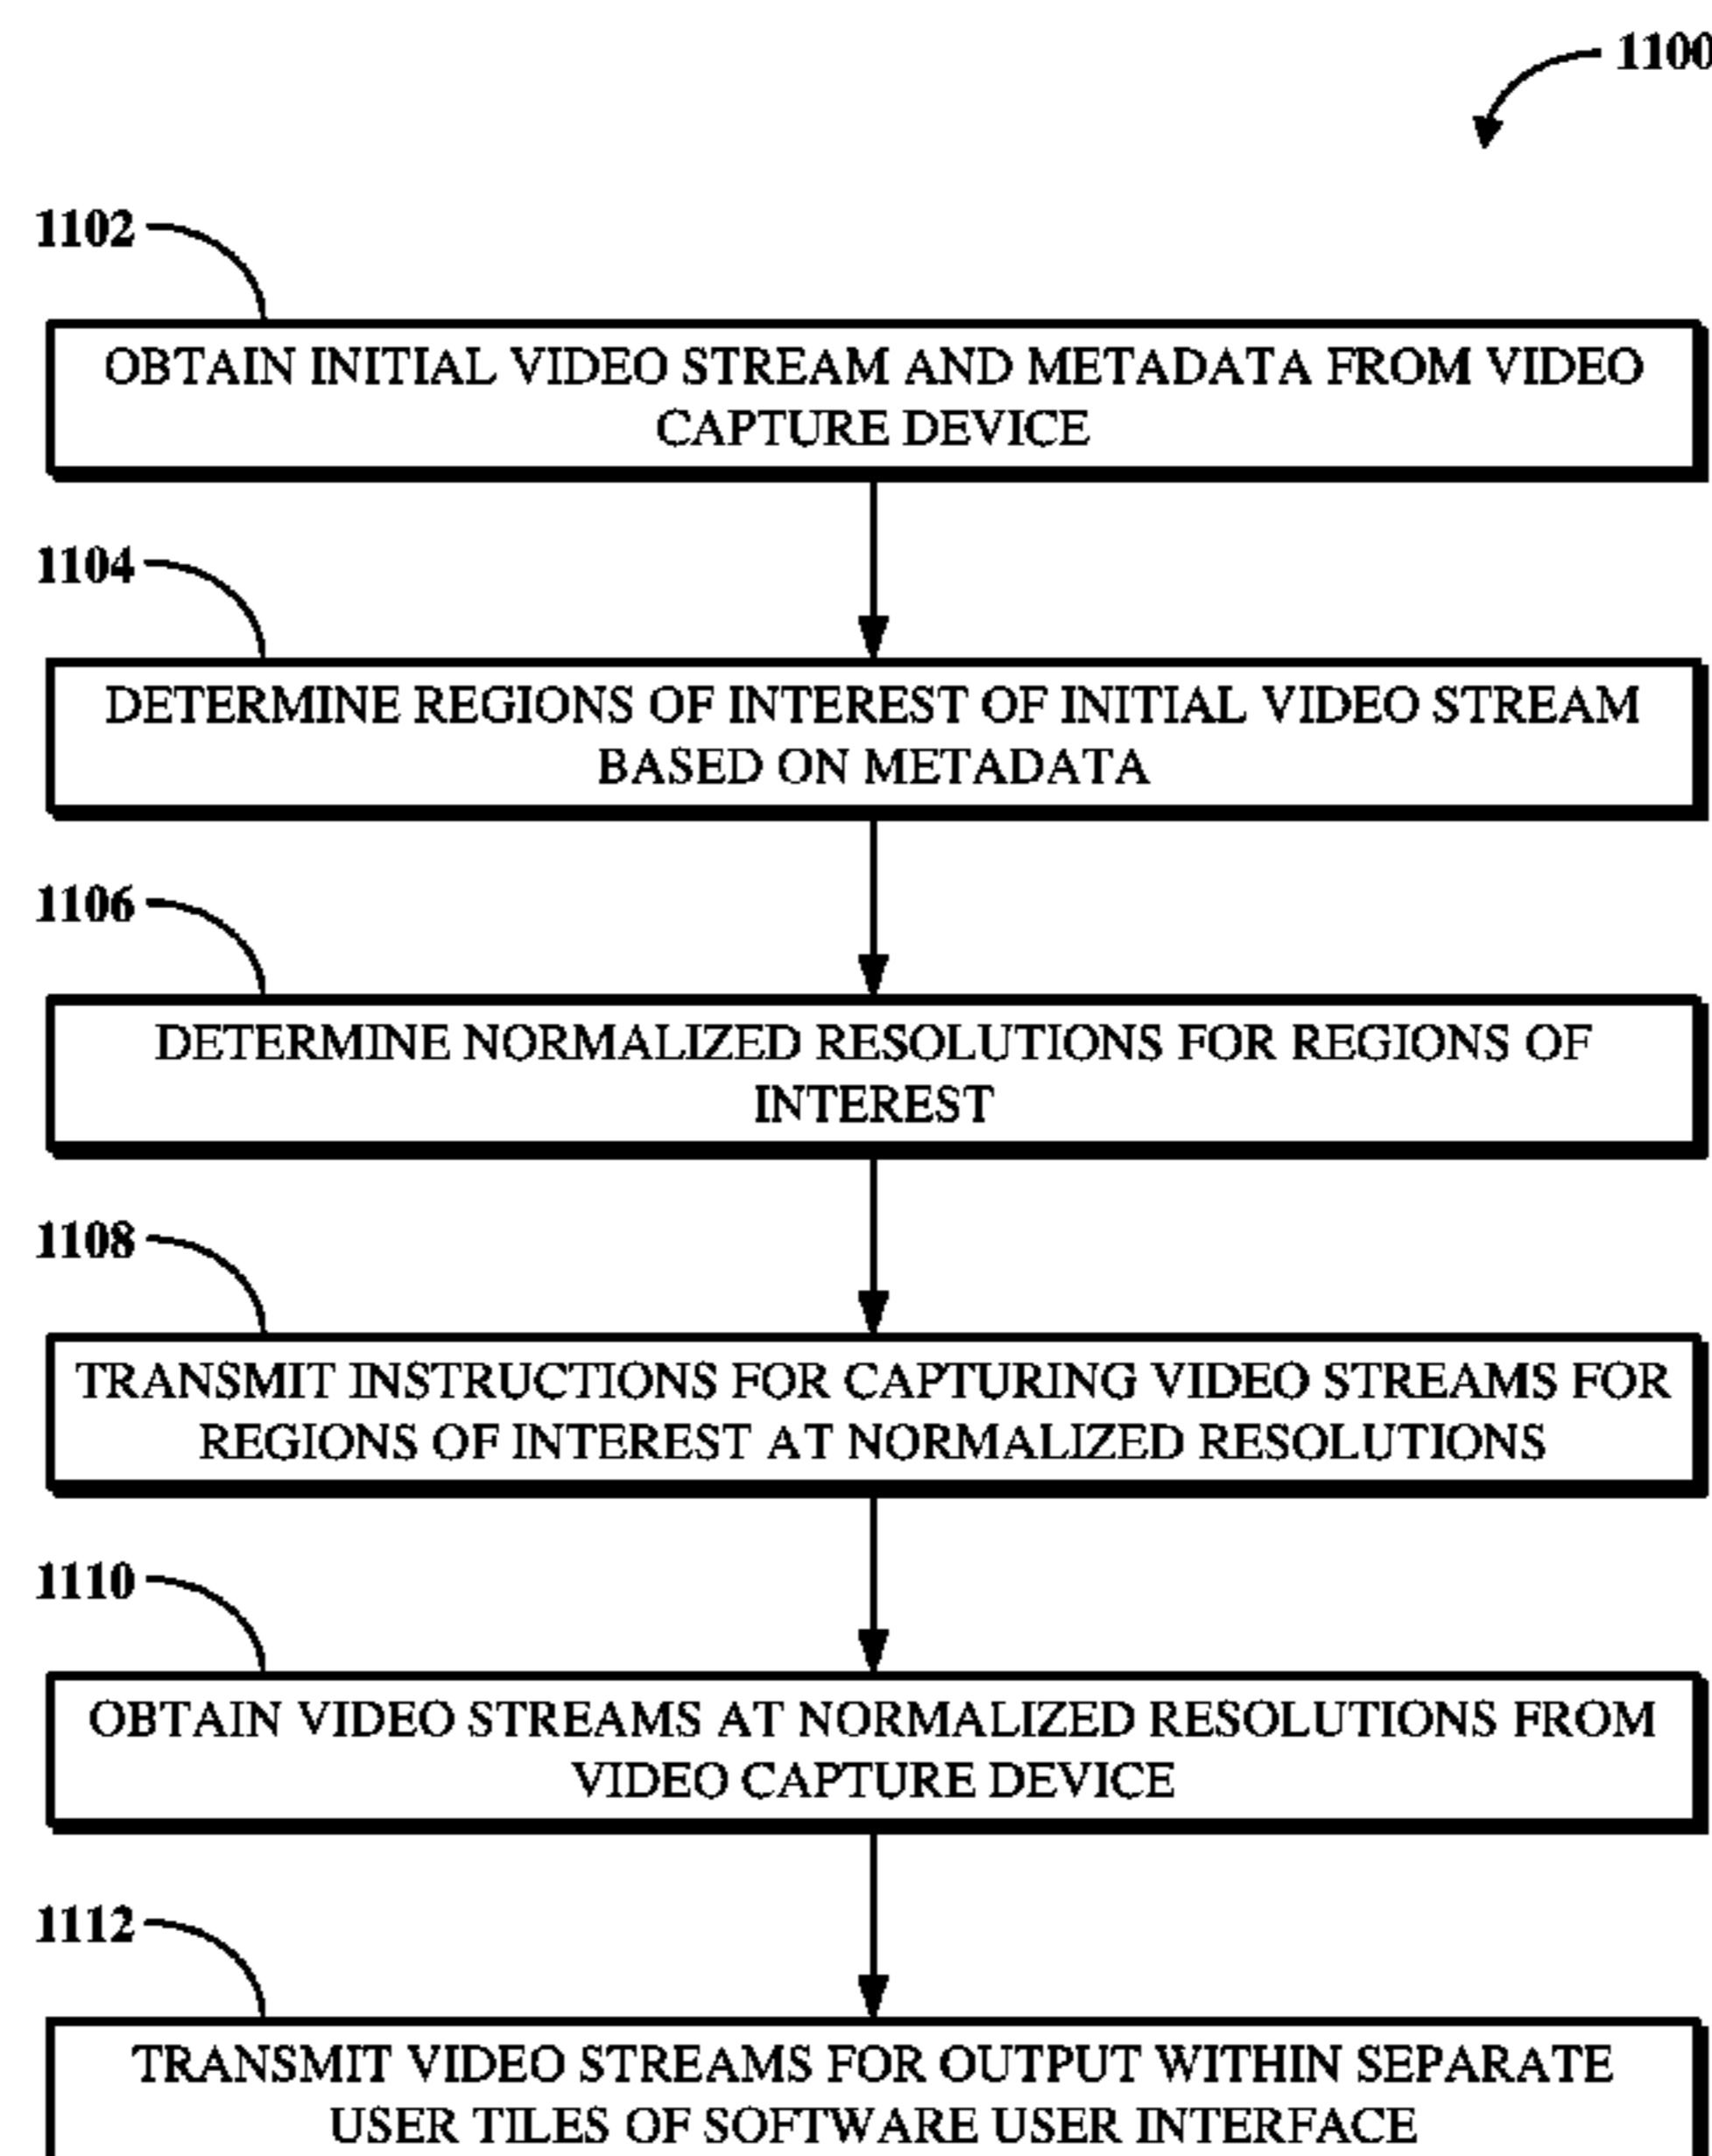 1100
1102
OBTAIN INITIAL VIDEO STREAM AND METADATA FROM VIDEO
CAPTURE DEVICE
1104
DETERMINE REGIONS OF INTEREST OF INITIAL VIDEO STREAM
BASED ON METADATA
1106
DETERMINE NORMALIZED RESOLUTIONS FOR REGIONS OF
INTEREST
1108
TRANSMIT INSTRUCTIONS FOR CAPTURING VIDEO STREAMS FOR
REGIONS OF INTEREST AT NORMALIZED RESOLUTIONS
1110
OBTAIN VIDEO STREAMS AT NORMALIZED RESOLUTIONS FROM
VIDEO CAPTURE DEVICE
1112
TRANSMIT VIDEO STREAMS FOR OUTPUT WITHIN SEPARATE
USER TILES OF SOFTWARE USER INTERFACE